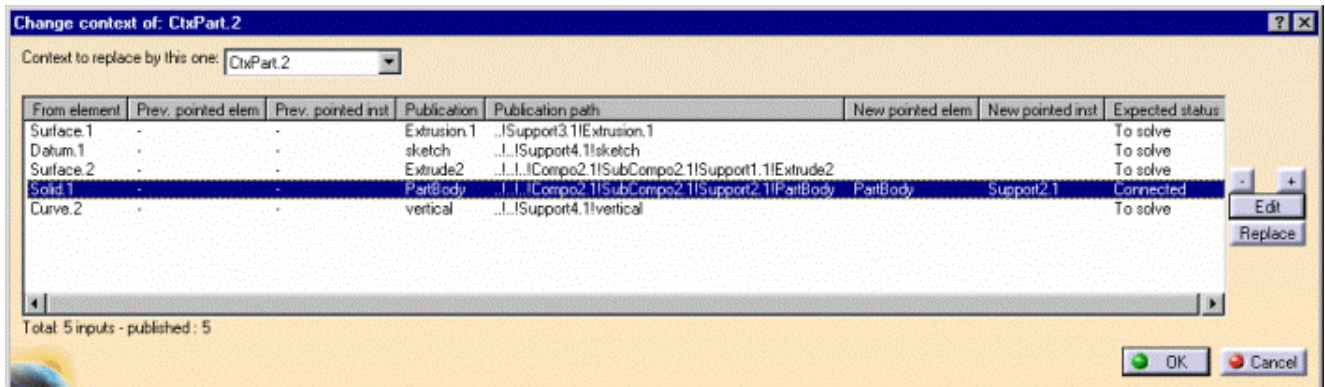 Change context of: CtxPart.2
Context to replace by this one: CtxPart.2
From element Prev. pointed elem Prev. pointed inst Publication Publication path New pointed elem New pointed inst Expected status
Surface.1 - - Extrusion.1 ..!Support3.1!Extrusion.1 To solve
Datum.1 - - sketch ..!..!Support4.1!sketch To solve
Surface.2 - - Extrude2 ..!..!..!Compo2.1!SubCompo2.1!Support1.1!Extrude2 To solve
Solid.1 - - PartBody ..!..!..!Compo2.1!SubCompo2.1!Support2.1!PartBody PartBody Support2.1 Connected
- +
Curve.2 - - vertical ..!..!Support4.1!vertical To solve
Edit
Replace
Total: 5 inputs - published : 5
OK Cancel